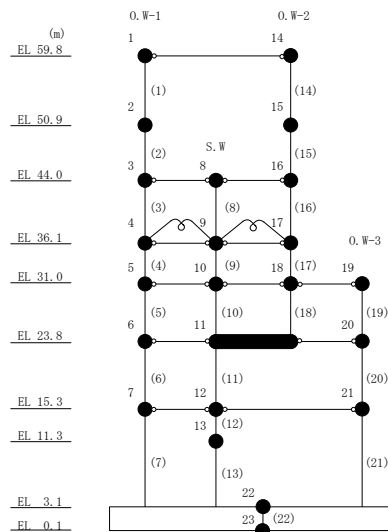 O.W-1 O.W-2
(m)
EL 59.8 1 14
(1) (14)
EL 50.9 2 15
(2) S.W (15)
EL 44.0 3 8 16
(3) (8) (16)
EL 36.1 4 9 17 O.W-3
(4) (9) (17)
EL 31.0 5 10 18 19
(5) (10) (18) (19)
EL 23.8 6 11 20
(6) (11) (20)
EL 15.3 7 12 21
(12)
EL 11.3 13
(7) (13) (21)
EL 3.1 22
EL 0.1 23 (22)